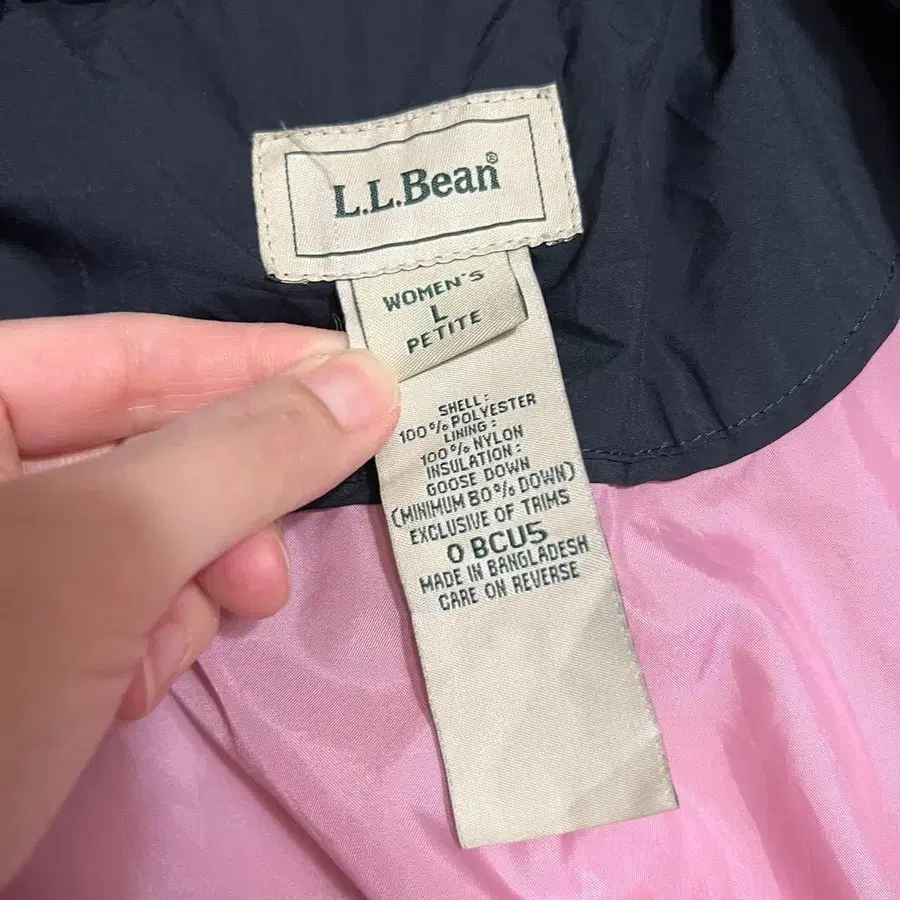 L.L.Bean®
WOMEN'S
L
PETITE
SHELL:
100% POLYESTER
LINING:
100% NYLON
INSULATION:
GOOSE DOWN
(MINIMUM 80% DOWN)
EXCLUSIVE OF TRIMS
0 BCU5
MADE IN BANGLADESH
CARE ON REVERSE